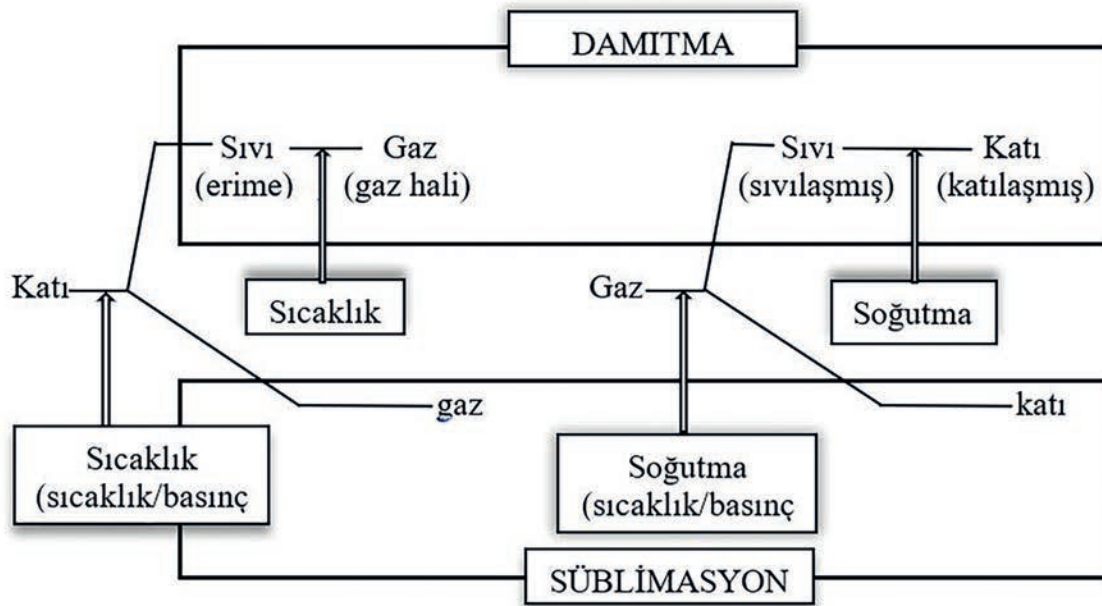 DAMITMA
Sıvı
(erime)
Gaz
(gaz hali)
Sıvı
(sıvılaşmış)
Katı
(katılaşmış)
Katı
Sıcaklık
Gaz
Soğutma
gaz
katı
Sıcaklık
(sıcaklık/basınç
Soğutma
(sıcaklık/basınç
SÜBLİMASYON